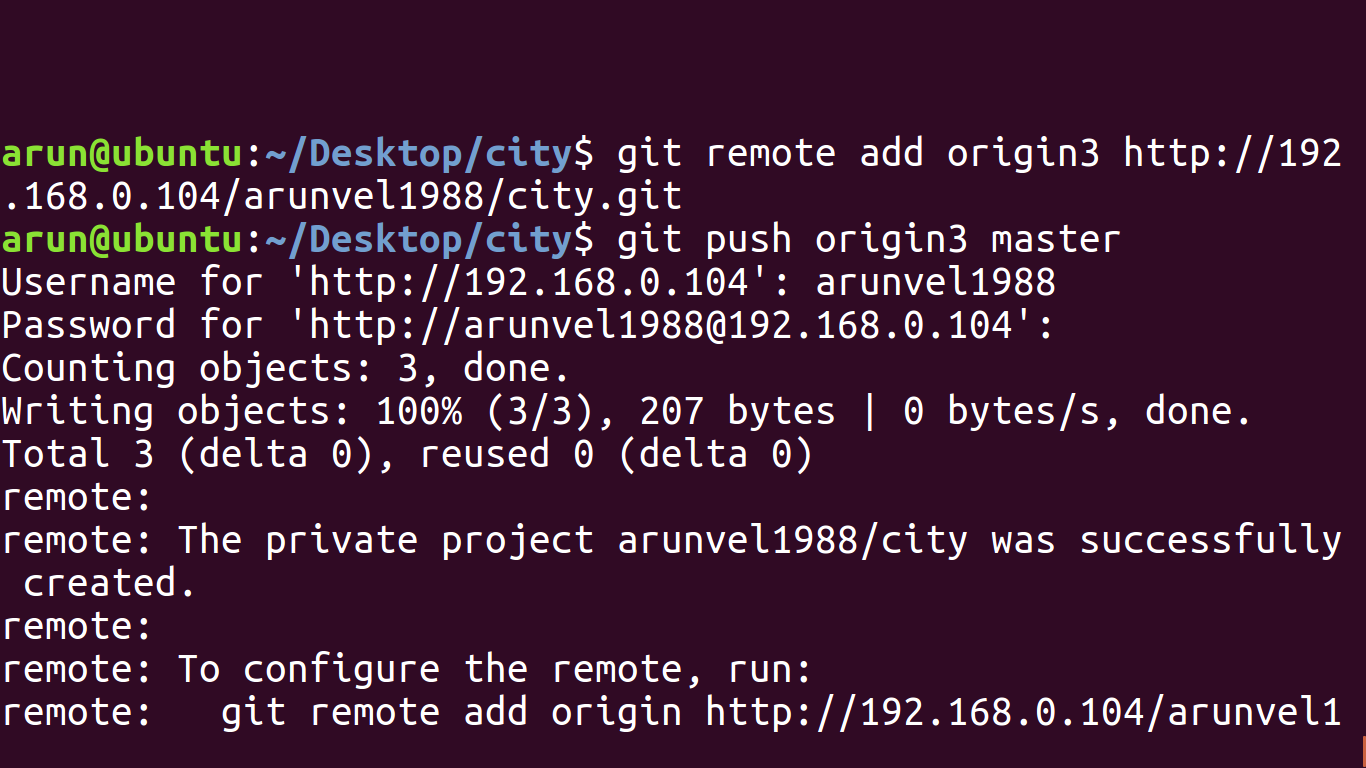 arun@ubuntu:~/Desktop/city$ git remote add origin3 http://192
.168.0.104/arunvel1988/city.git
arun@ubuntu:~/Desktop/city$ git push origin3 master
Username for 'http://192.168.0.104': arunvel1988
Password for 'http://arunvel1988@192.168.0.104':
Counting objects: 3, done.
Writing objects: 100% (3/3), 207 bytes | 0 bytes/s, done.
Total 3 (delta 0), reused 0 (delta 0)
remote:
remote: The private project arunvel1988/city was successfully
 created.
remote:
remote: To configure the remote, run:
remote:   git remote add origin http://192.168.0.104/arunvel1